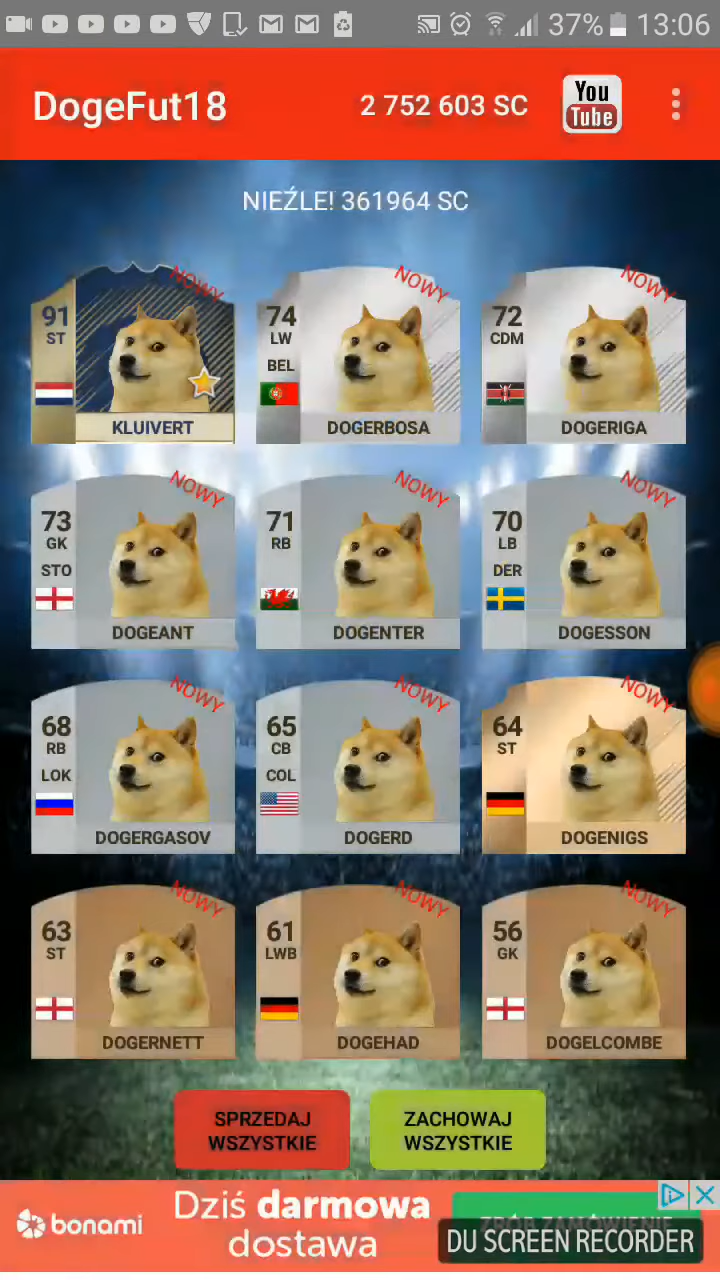 37% 13:06
DogeFut18 2 752 603 SC You Tube
NIEŹLE! 361964 SC
NOWY NOWY NOWY
91 74 72
ST LW CDM
BEL
KLUIVERT DOGERBOSA DOGERIGA
NOWY NOWY NOWY
73 71 70
GK RB LB
STO DER
DOGEANT DOGENTER DOGESSON
NOWY NOWY NOWY
68 65 64
RB CB ST
LOK COL
DOGERGASOV DOGERD DOGENIGS
NOWY NOWY NOWY
63 61 56
ST LWB GK
DOGERNETT DOGEHAD DOGELCOMBE
SPRZEDAJ ZACHOWAJ
WSZYSTKIE WSZYSTKIE
bonami Dziś darmowa
dostawa
DU SCREEN RECORDER